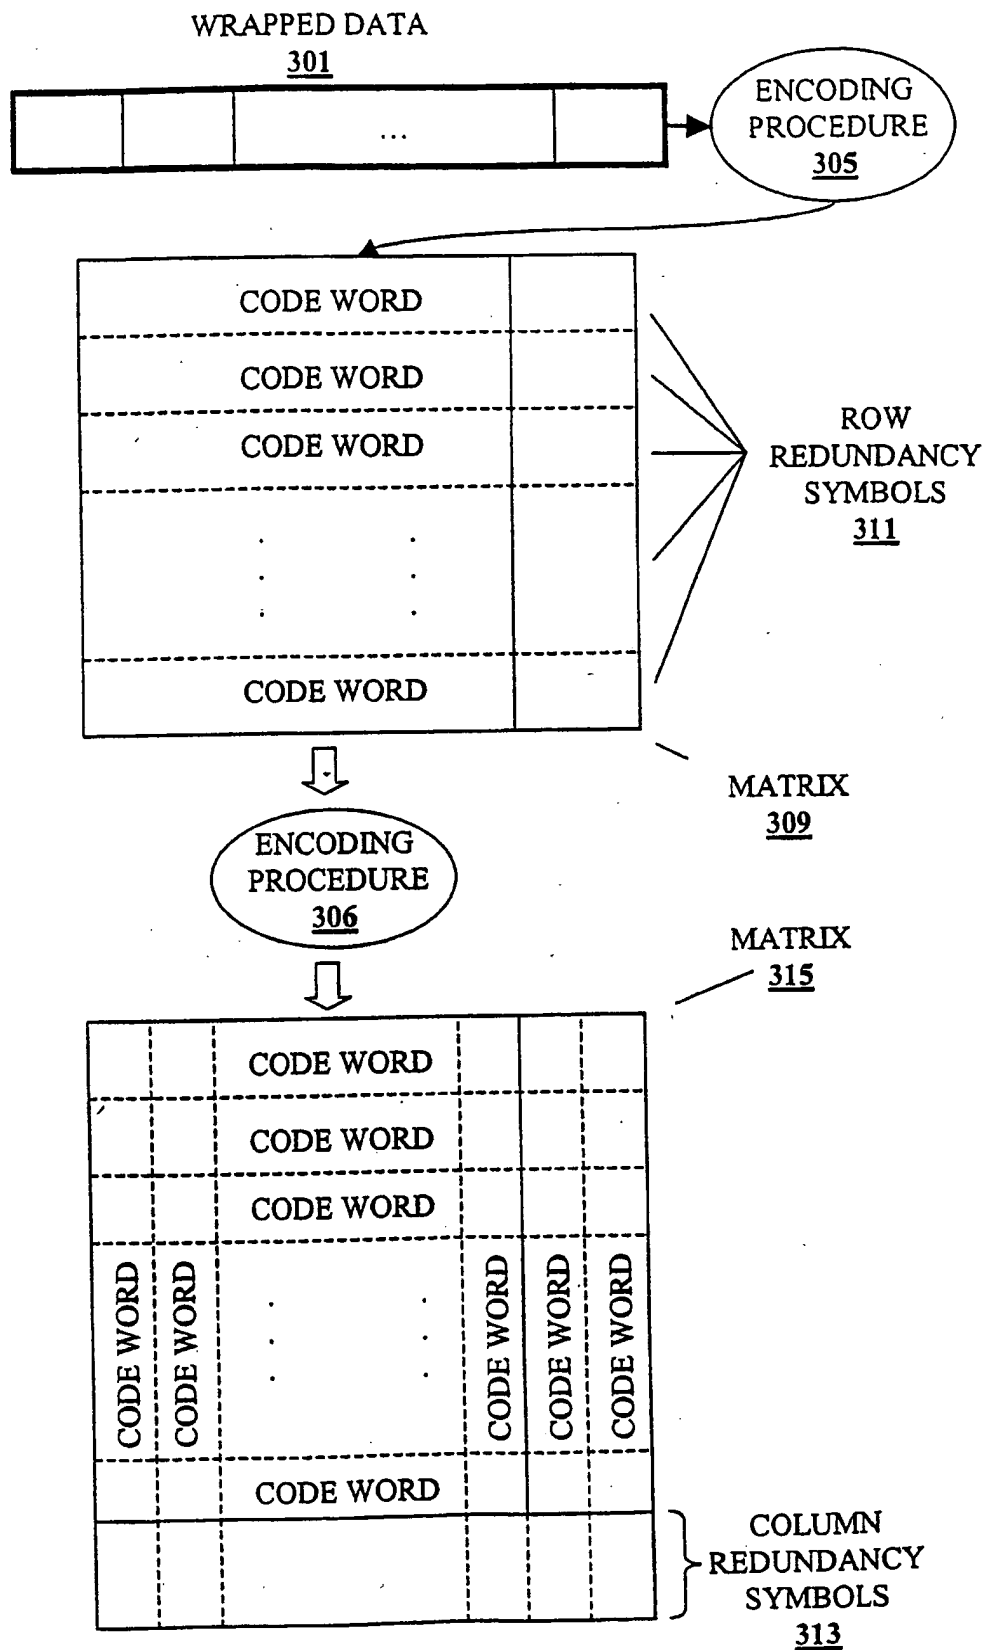 WRAPPED DATA
301
...
ENCODING
PROCEDURE
305
CODE WORD
CODE WORD
CODE WORD
CODE WORD
ROW
REDUNDANCY
SYMBOLS
311
MATRIX
309
ENCODING
PROCEDURE
306
MATRIX
315
CODE WORD
CODE WORD
CODE WORD
CODE WORD
CODE WORD
CODE WORD
CODE WORD
CODE WORD
CODE WORD
COLUMN
REDUNDANCY
SYMBOLS
313